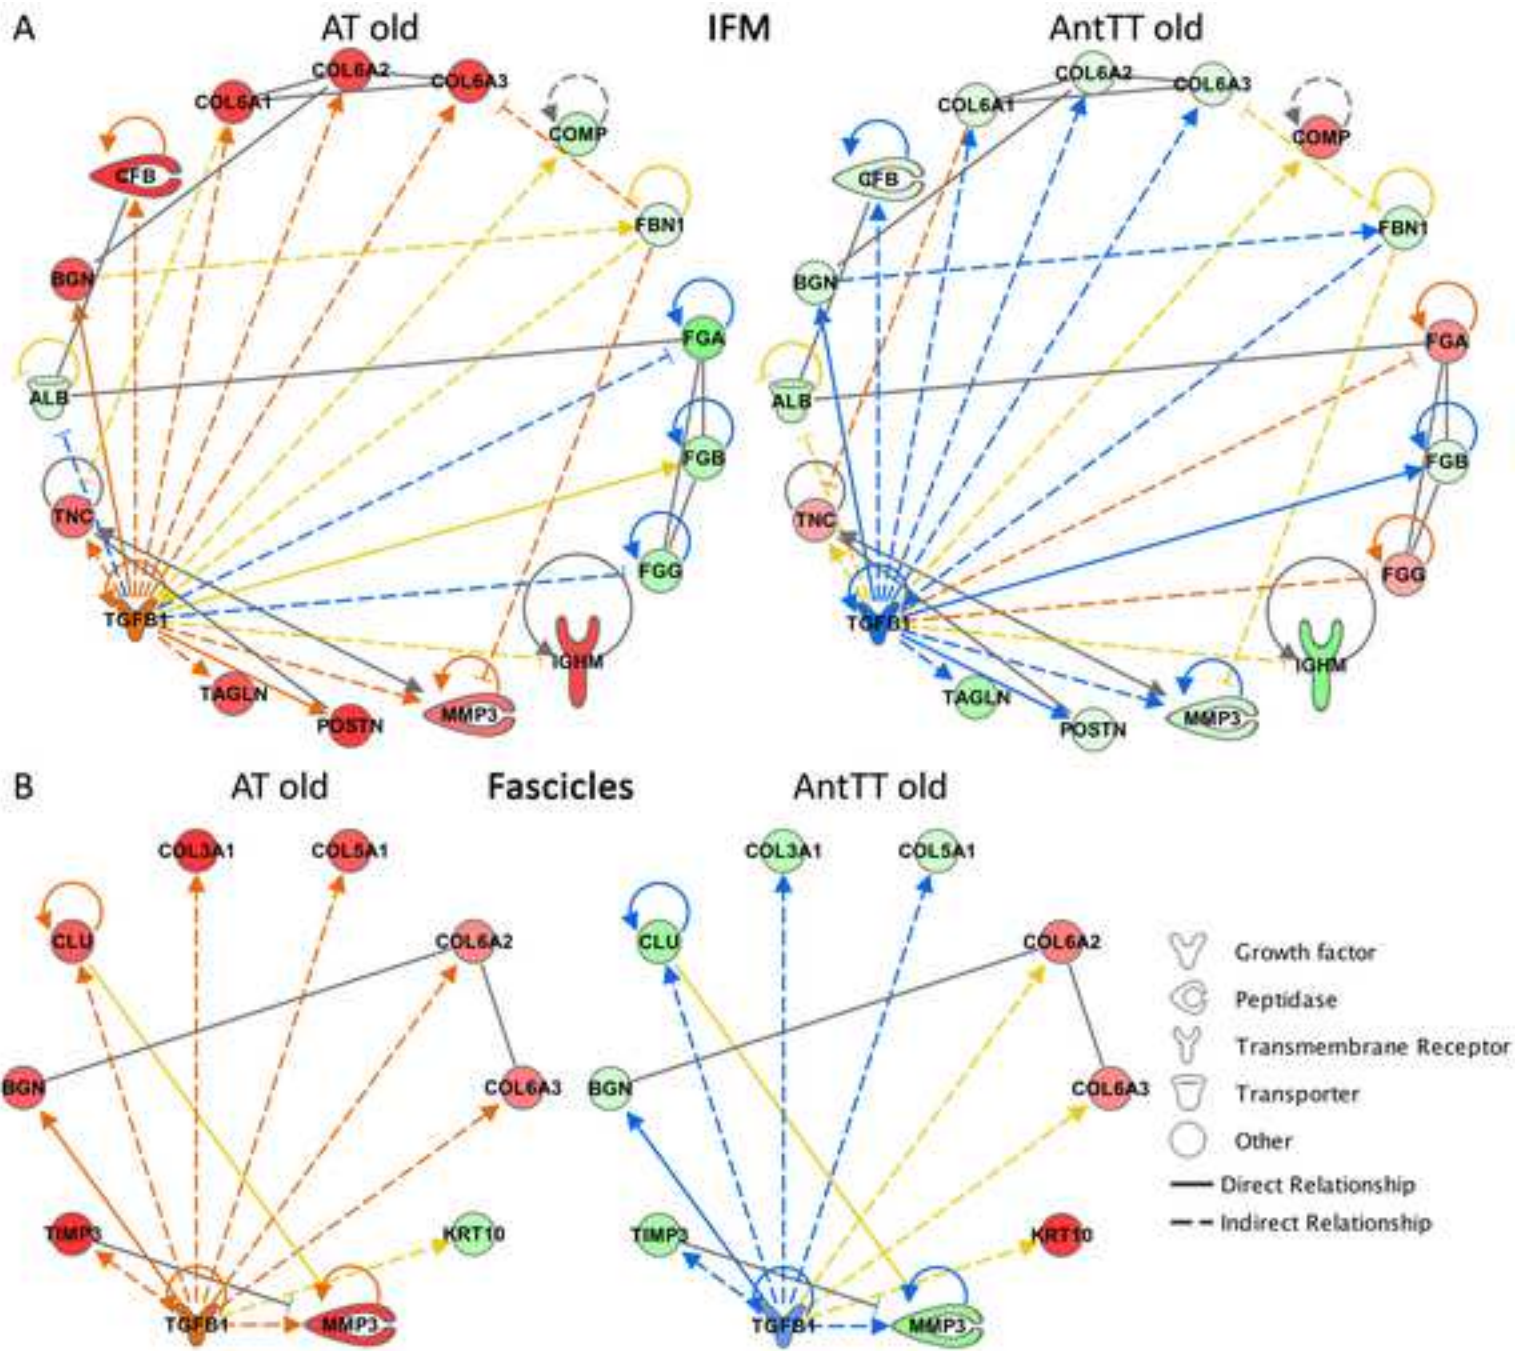 A AT old IFM AntTT old
COL6A2
COL6A3
COL6A1
COMP
CFB
FBN1
BGN
FGA
ALB
FGB
TNC
FGG
TGFB1
IGHM
TAGLN
MMP3
POSTN
COL6A2
COL6A3
COL6A1
COMP
CFB
FBN1
BGN
FGA
ALB
FGB
TNC
FGG
TGFB1
IGHM
TAGLN
MMP3
POSTN
B AT old Fascicles AntTT old
COL3A1
COL5A1
CLU
COL6A2
BGN
COL6A3
TIMP3
KRT10
TGFB1
MMP3
COL3A1
COL5A1
CLU
COL6A2
BGN
COL6A3
TIMP3
KRT10
TGFB1
MMP3
Growth factor
Peptidase
Transmembrane Receptor
Transporter
Other
Direct Relationship
Indirect Relationship